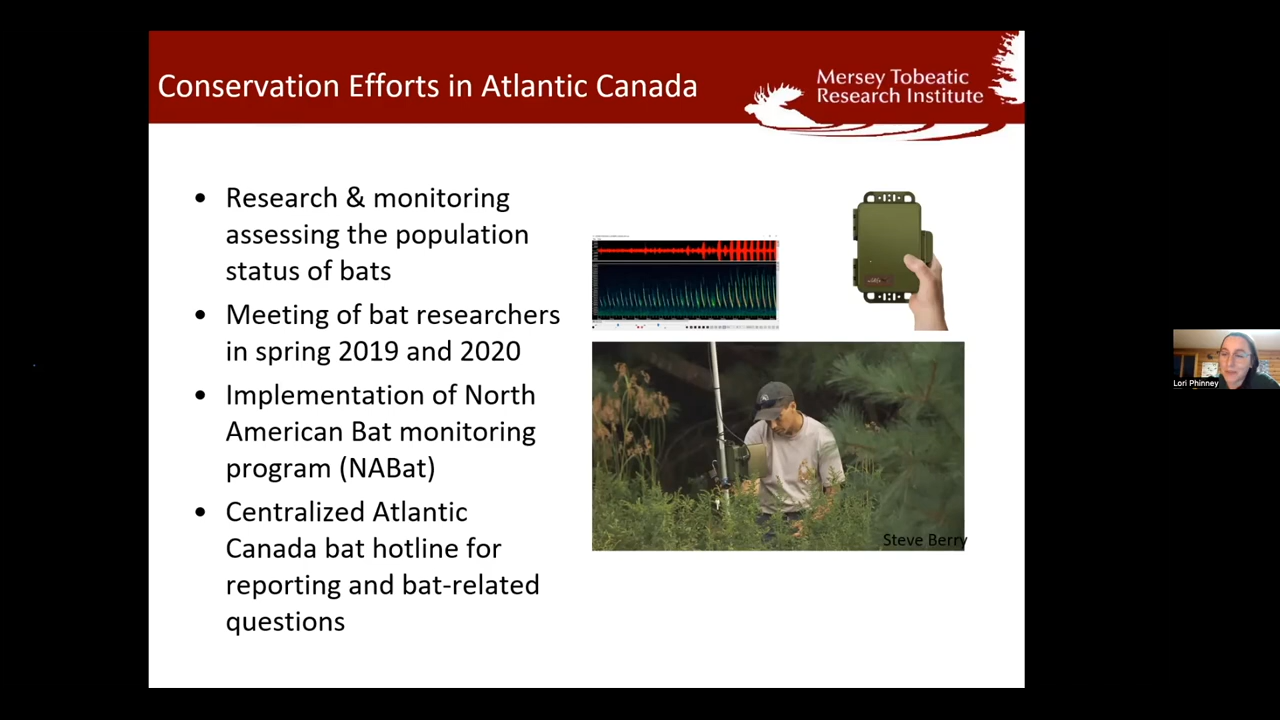 Conservation Efforts in Atlantic Canada
Mersey Tobeatic
Research Institute
• Research & monitoring
assessing the population
status of bats
• Meeting of bat researchers
in spring 2019 and 2020
• Implementation of North
American Bat monitoring
program (NABat)
• Centralized Atlantic
Canada bat hotline for
reporting and bat-related
questions
Steve Berry
Lori Phinney